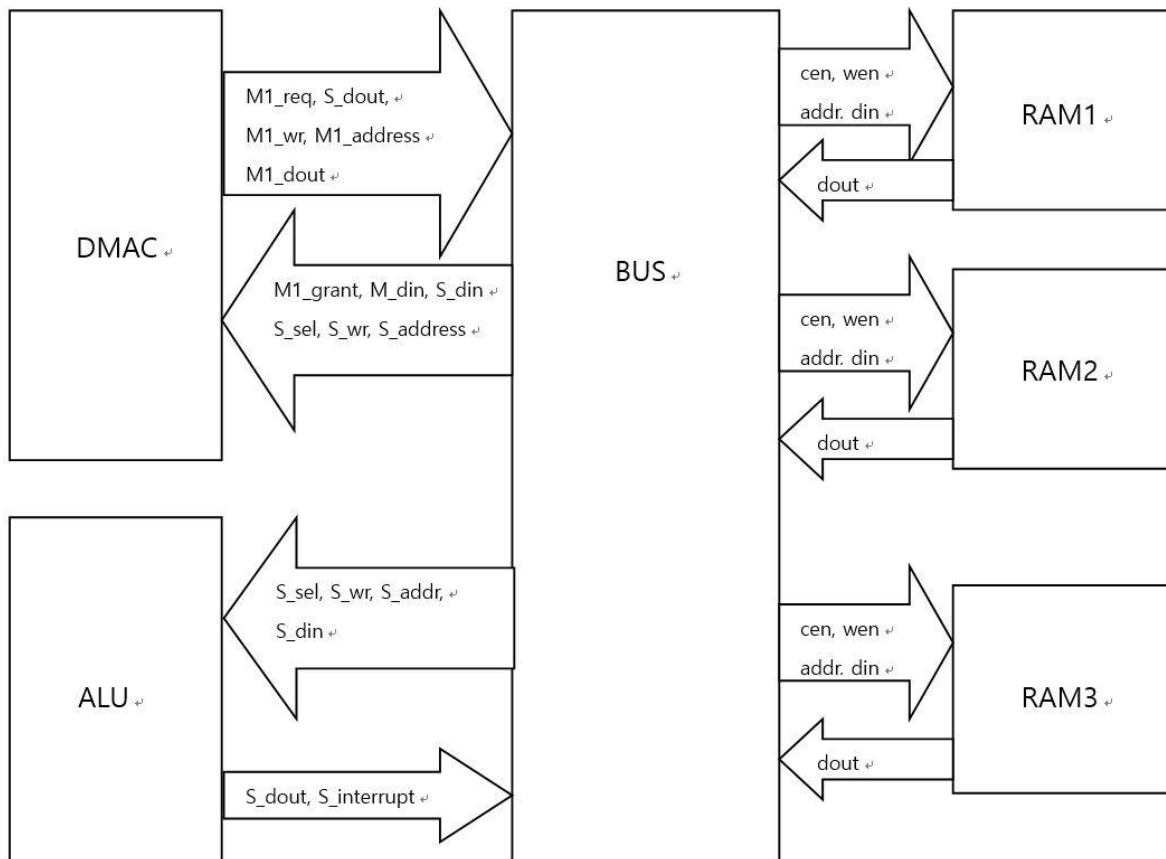 DMAC
M1_req, S_dout,
M1_wr, M1_address
M1_dout
M1_grant, M_din, S_din
S_sel, S_wr, S_address
ALU
S_sel, S_wr, S_addr,
S_din
S_dout, S_interrupt
BUS
cen, wen
addr. din
dout
RAM1
cen, wen
addr. din
dout
RAM2
cen, wen
addr. din
dout
RAM3